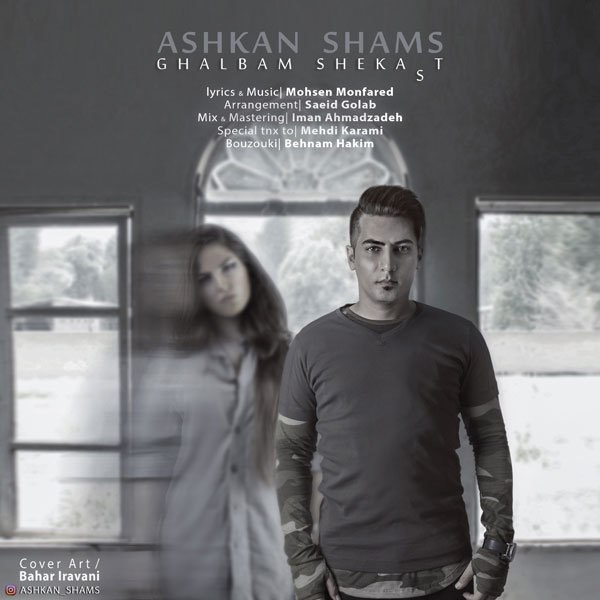 ASHKAN SHAMS
GHALBAM SHEKAST
lyrics & Music| Mohsen Monfared
Arrangement| Saeid Golab
Mix & Mastering| Iman Ahmadzadeh
Special tnx to| Mehdi Karami
Bouzouki| Behnam Hakim
Cover Art /
Bahar Iravani
ASHKAN_SHAMS